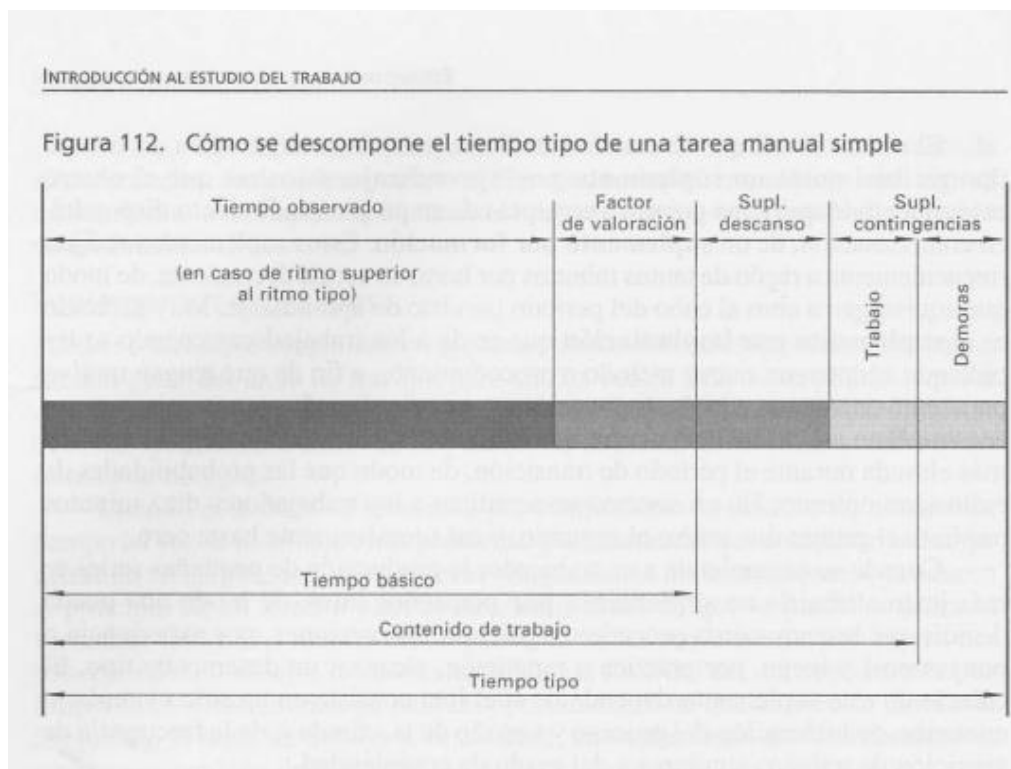 INTRODUCCIÓN AL ESTUDIO DEL TRABAJO
Figura 112. Cómo se descompone el tiempo tipo de una tarea manual simple
Tiempo observado
(en caso de ritmo superior
al ritmo tipo)
Factor
de valoración
Supl.
descanso
Supl.
contingencias
Trabajo
Demoras
Tiempo básico
Contenido de trabajo
Tiempo tipo